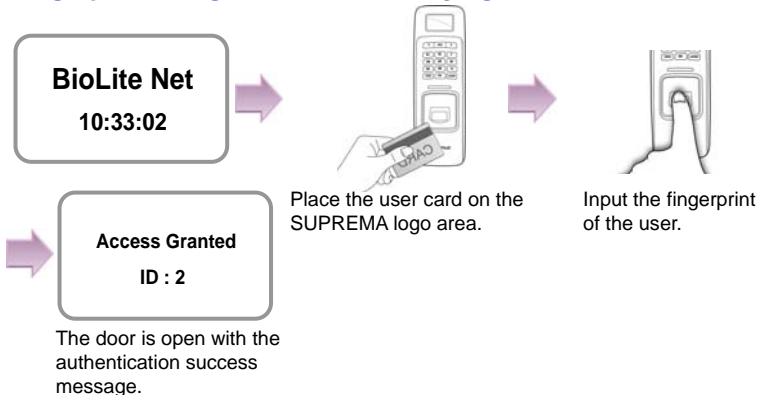 BioLite Net
10:33:02
CARD
Place the user card on the
SUPREMA logo area.
Input the fingerprint
of the user.
Access Granted
ID : 2
The door is open with the
authentication success
message.